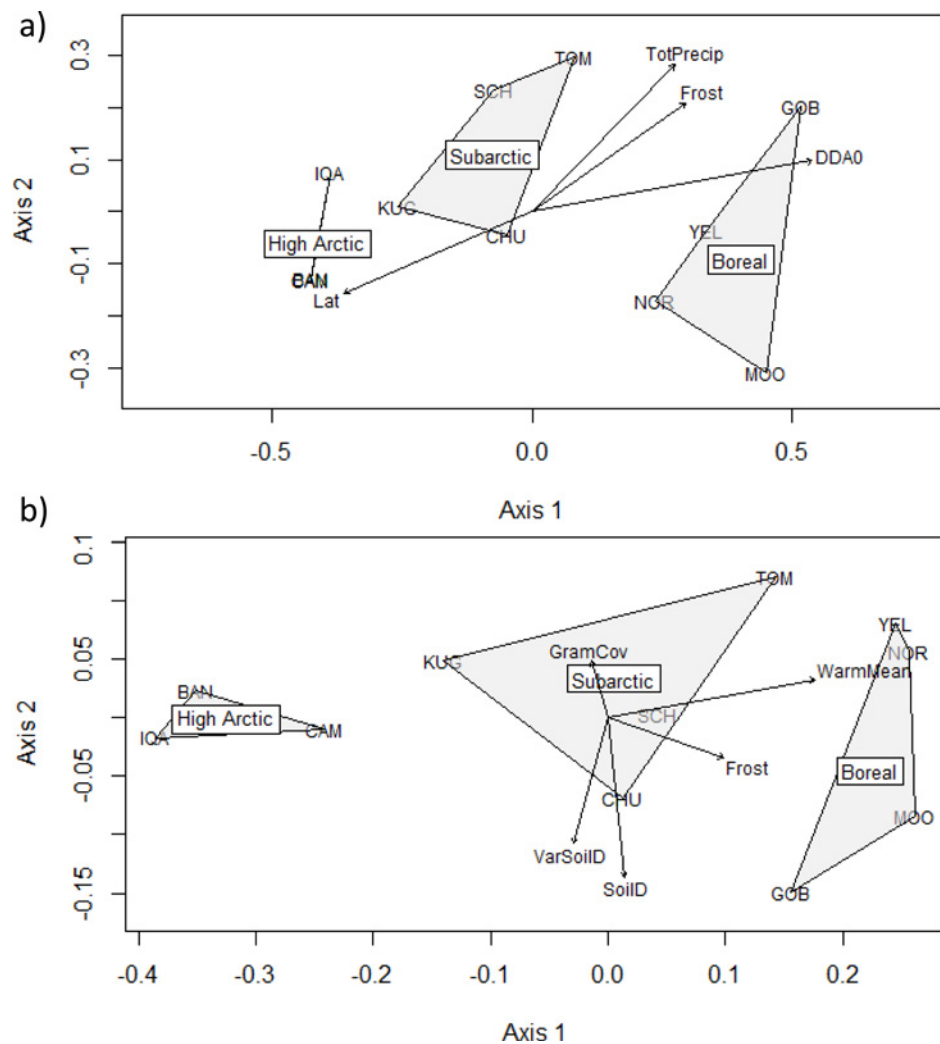 a)
TotPrecip
TOM
Frost
SCH
GOB
Subarctic
DDA0
IQA
KUG
CHU
YEL
High Arctic
Boreal
BAN
Lat
NOR
MOO
Axis 2
0.3
0.1
-0.1
-0.3
-0.5
0.0
0.5
Axis 1
b)
TOM
YEL
NOR
GramCov
KUG
WarmMean
Subarctic
BAN
High Arctic
SCH
IQA
CAM
Frost
Boreal
CHU
MOO
VarSoilD
SoilD
GOB
Axis 2
0.1
0.05
-0.05
-0.15
-0.4
-0.3
-0.2
-0.1
0.0
0.1
0.2
Axis 1